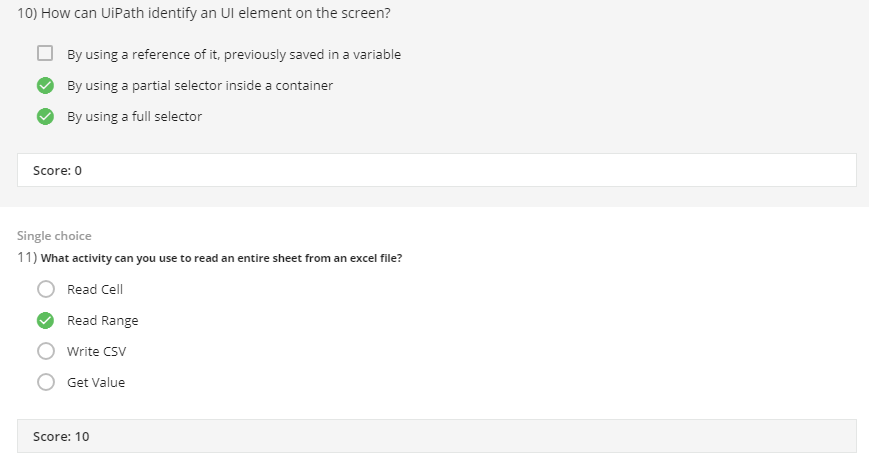 10) How can UiPath identify an UI element on the screen?
By using a reference of it, previously saved in a variable
By using a partial selector inside a container
By using a full selector
Score: 0
Single choice
11) What activity can you use to read an entire sheet from an excel file?
Read Cell
Read Range
Write CSV
Get Value
Score: 10